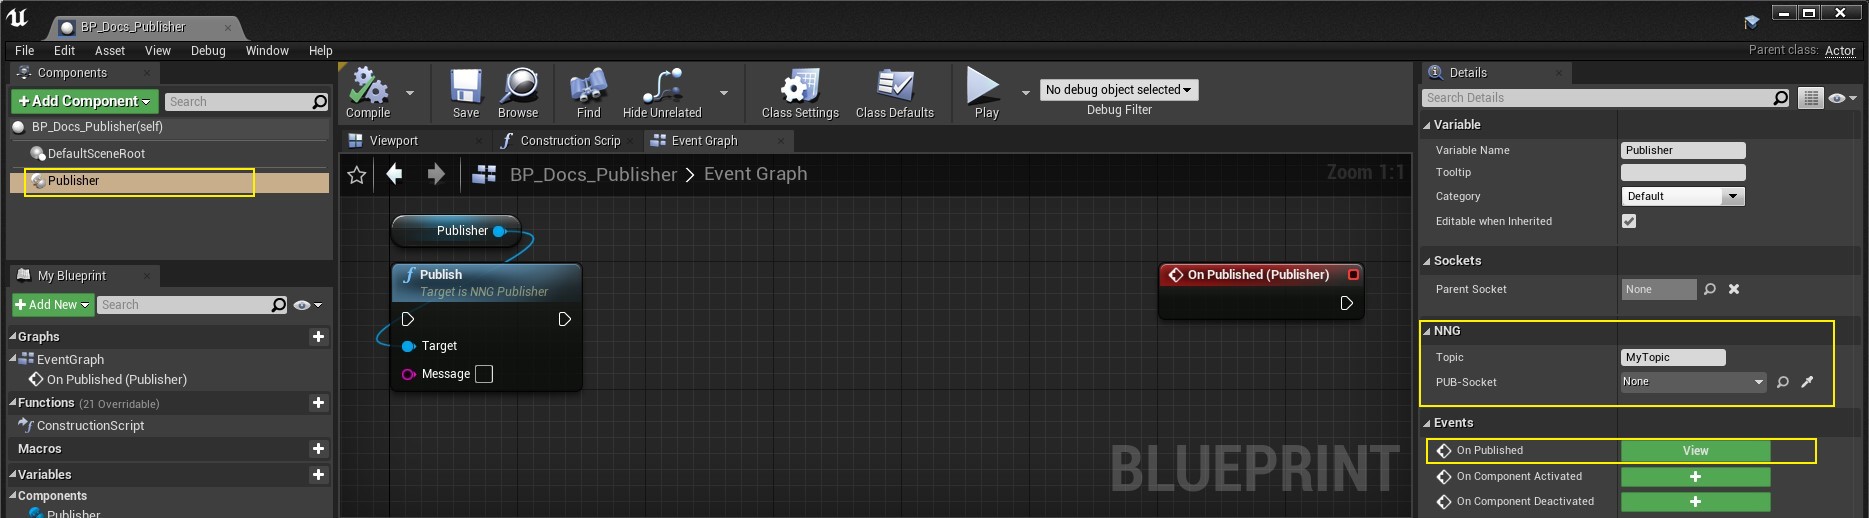 BP_Docs_Publisher
File Edit Asset View Debug Window Help
Parent class: Actor
Components
+ Add Component
Search
BP_Docs_Publisher(self)
DefaultSceneRoot
Publisher
My Blueprint
+ Add New
Search
Graphs
EventGraph
On Published (Publisher)
Functions (21 Overridable)
ConstructionScript
Macros
Variables
Components
Publisher
Compile
Save
Browse
Find
Hide Unrelated
Class Settings
Class Defaults
Play
No debug object selected
Debug Filter
Viewport
Construction Scrip
Event Graph
BP_Docs_Publisher > Event Graph
Zoom 1:1
Publisher
f Publish
Target is NNG Publisher
Target
Message
On Published (Publisher)
BLUEPRINT
Details
Search Details
Variable
Variable Name Publisher
Tooltip
Category Default
Editable when Inherited
Sockets
Parent Socket None
NNG
Topic MyTopic
PUB-Socket None
Events
On Published View
On Component Activated +
On Component Deactivated +